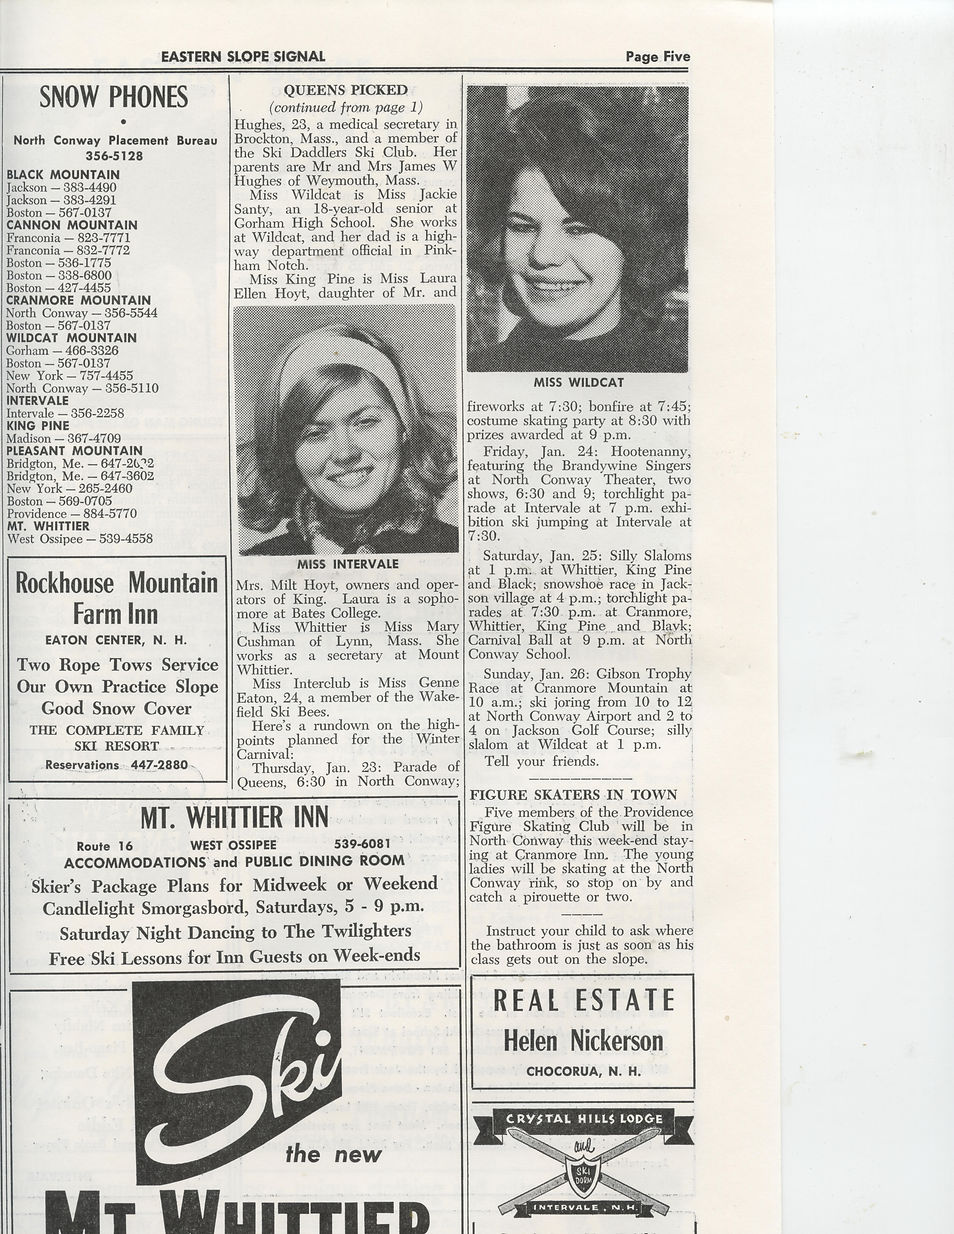 EASTERN SLOPE SIGNAL
Page Five
SNOW PHONES
North Conway Placement Bureau
356-5128
BLACK MOUNTAIN
Jackson — 383-4490
Jackson — 383-4291
Boston — 567-0137
CANNON MOUNTAIN
Franconia — 823-7771
Franconia — 832-7772
Boston — 536-1775
Boston — 338-6800
Boston — 427-4455
CRANMORE MOUNTAIN
North Conway — 356-5544
Boston — 567-0137
WILDCAT MOUNTAIN
Gorham — 466-3326
Boston — 567-0137
New York — 757-4455
North Conway — 356-5110
INTERVALE
Intervale — 356-2258
KING PINE
Madison — 367-4709
PLEASANT MOUNTAIN
Bridgton, Me. —
Bridgton, Me. — 647-3602
New York — 265-2460
Boston — 569-0705
Providence — 884-5770
MT. WHITTIER
West Ossipee — 539-4558
Rockhouse Mountain
Farm Inn
EATON CENTER, N. H.
Two Rope Tows Service
Our Own Practice Slope
Good Snow Cover
THE COMPLETE FAMILY
SKI RESORT
Reservations 447-2880
QUEENS PICKED
(continued from page 1)
Hughes, 23, a medical secretary in
Brockton, Mass., and a member of
the Ski Daddlers Ski Club. Her
parents are Mr and Mrs James W
Hughes of Weymouth, Mass.
Miss Wildcat is Miss Jackie
Santy, an 18-year-old senior at
Gorham High School. She works
at Wildcat, and her dad is a high-
way department official in Pink-
ham Notch.
Miss King Pine is Miss Laura
Ellen Hoyt, daughter of Mr. and
MISS INTERVALE
Mrs. Milt Hoyt, owners and oper-
ators of King. Laura is a sopho-
more at Bates College.
Miss Whittier is Miss Mary
Cushman of Lynn, Mass. She
works as a secretary at Mount
Whittier.
Miss Interclub is Miss Genne
Eaton, 24, a member of the Wake-
field Ski Bees.
Here's a rundown on the high-
points planned for the Winter
Carnival:
Thursday, Jan. 23: Parade of
Queens, 6:30 in North Conway;
MISS WILDCAT
fireworks at 7:30; bonfire at 7:45;
costume skating party at 8:30 with
prizes awarded at 9 p.m.
Friday, Jan. 24: Hootenanny,
featuring the Brandywine Singers
at North Conway Theater, two
shows, 6:30 and 9; torchlight pa-
rade at Intervale at 7 p.m. exhi-
bition ski jumping at Intervale at
7:30.
Saturday, Jan. 25: Silly Slaloms
at 1 p.m. at Whittier, King Pine
and Black; snowshoe race in Jack-
son village at 4 p.m.; torchlight pa-
rades at 7:30 p.m. at Cranmore,
Whittier, King Pine and Blavk;
Carnival Ball at 9 p.m. at North
Conway School.
Sunday, Jan. 26: Gibson Trophy
Race at Cranmore Mountain at
10 a.m.; ski joring from 10 to 12
at North Conway Airport and 2 to
4 on Jackson Golf Course; silly
slalom at Wildcat at 1 p.m.
Tell your friends.
FIGURE SKATERS IN TOWN
Five members of the Providence
Figure Skating Club will be in
North Conway this week-end stay-
ing at Cranmore Inn. The young
ladies will be skating at the North
Conway rink, so stop on by and
catch a pirouette or two.
Instruct your child to ask where
the bathroom is just as soon as his
class gets out on the slope.
MT. WHITTIER INN
Route 16 WEST OSSIPEE 539-6081
ACCOMMODATIONS and PUBLIC DINING ROOM
Skier's Package Plans for Midweek or Weekend
Candlelight Smorgasbord, Saturdays, 5 - 9 p.m.
Saturday Night Dancing to The Twilighters
Free Ski Lessons for Inn Guests on Week-ends
Ski
the new
MT WHITTIER
REAL ESTATE
Helen Nickerson
CHOCORUA, N. H.
CRYSTAL HILLS LODGE
and
SKI
DORM
INTERVALE, N.H.